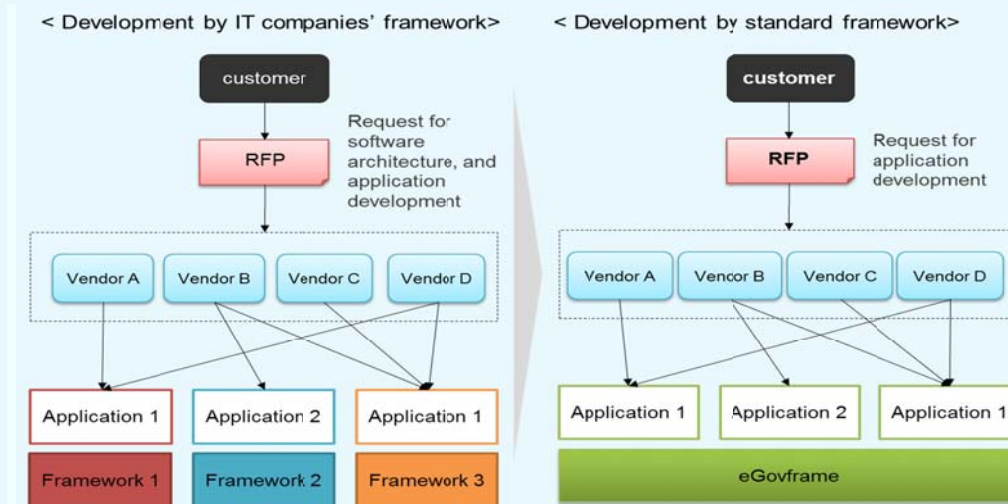 < Development by IT companies' framework>
customer
RFP
Request for
software
architecture, and
application
development
Vendor A
Vendor B
Vendor C
Vendor D
Application 1
Application 2
Application 1
Framework 1
Framework 2
Framework 3
< Development by standard framework>
customer
RFP
Request for
application
development
Vendor A
Vencor B
Vendor C
Vendor D
Application 1
Application 2
Application 1
eGovframe